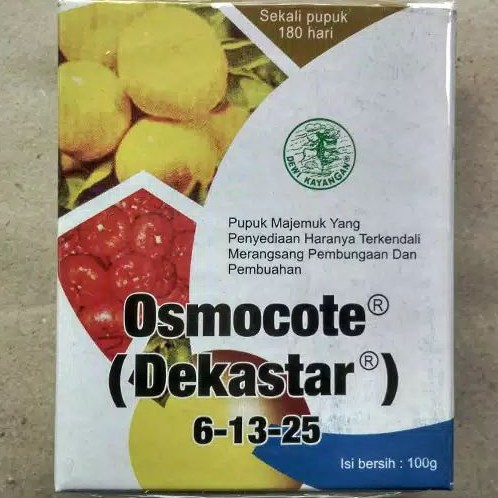 Sekali pupuk
180 hari
DEWI KAYANGAN®
Pupuk Majemuk Yang
Penyediaan Haranya Terkendali
Merangsang Pembungaan Dan
Pembuahan
Osmocote®
(Dekastar®)
6-13-25
Isi bersih : 100g